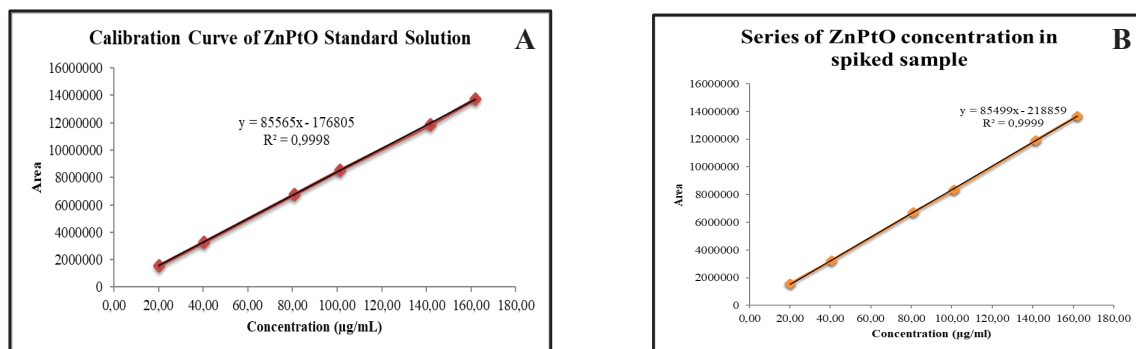 Calibration Curve of ZnPtO Standard Solution
A
16000000
14000000
12000000
10000000
8000000
6000000
4000000
2000000
0
Area
y = 85565x - 176805
R² = 0,9998
0,00 20,00 40,00 60,00 80,00 100,00 120,00 140,00 160,00 180,00
Concentration (µg/mL)
Series of ZnPtO concentration in
spiked sample
B
16000000
14000000
12000000
10000000
8000000
6000000
4000000
2000000
0
Area
y = 85499x - 218859
R² = 0,9999
0,00 20,00 40,00 60,00 80,00 100,00 120,00 140,00 160,00 180,00
Concentration (µg/ml)